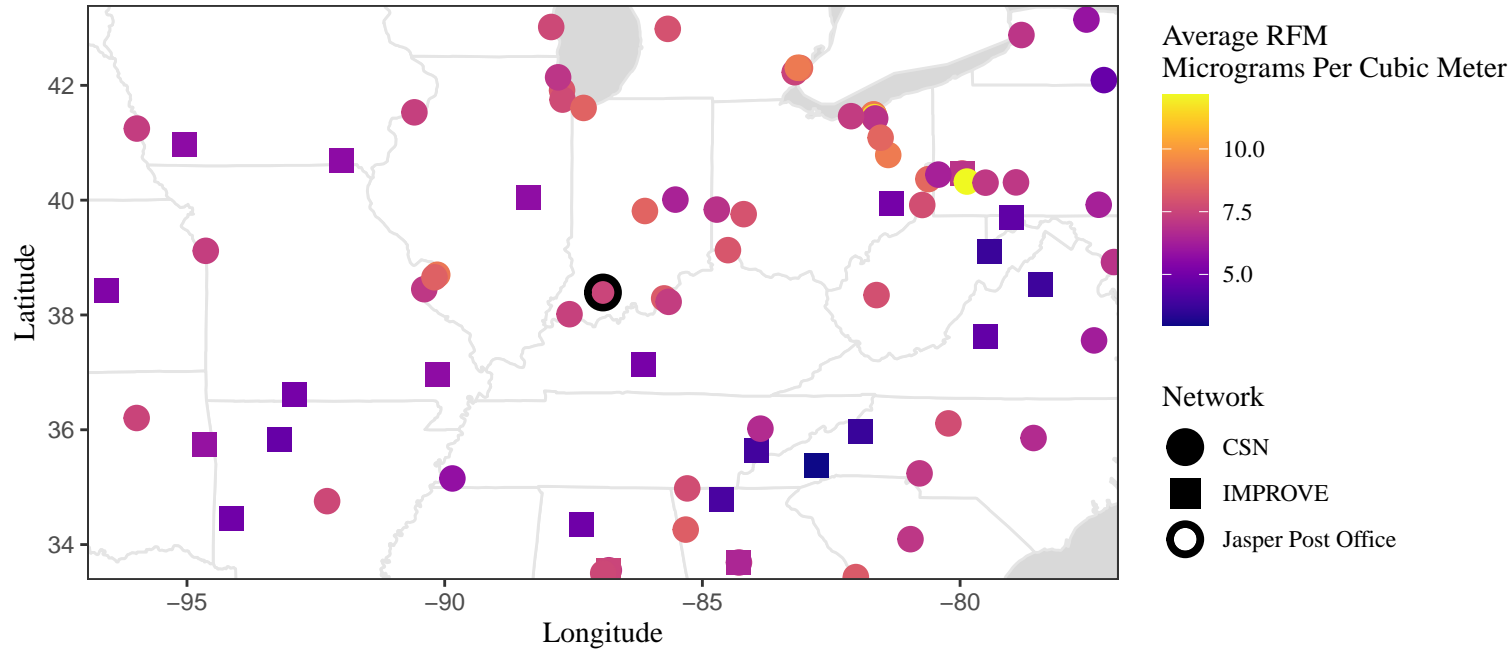 42
40
38
36
34
Latitude
−95
−90
−85
−80
Longitude
Average RFM
Micrograms Per Cubic Meter
10.0
7.5
5.0
Network
CSN
IMPROVE
Jasper Post Office